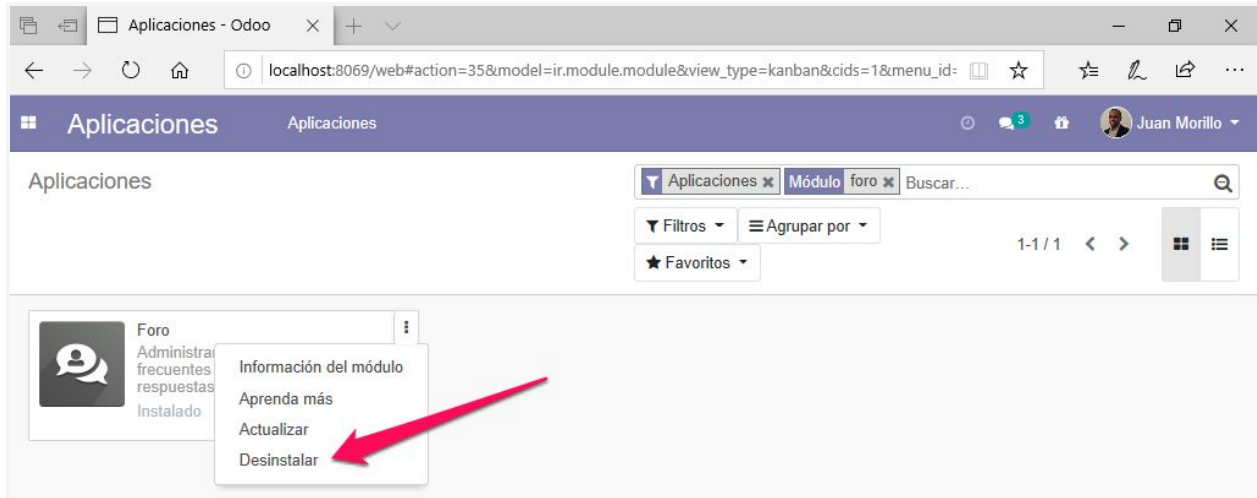 Aplicaciones - Odoo
localhost:8069/web#action=35&model=ir.module.module&view_type=kanban&cids=1&menu_id=
Aplicaciones Aplicaciones 3 Juan Morillo
Aplicaciones Aplicaciones Módulo foro Buscar...
Filtros Agrupar por
1-1 / 1
Favoritos
Foro
Administrar
frecuentes
respuestas
Instalado
Información del módulo
Aprenda más
Actualizar
Desinstalar